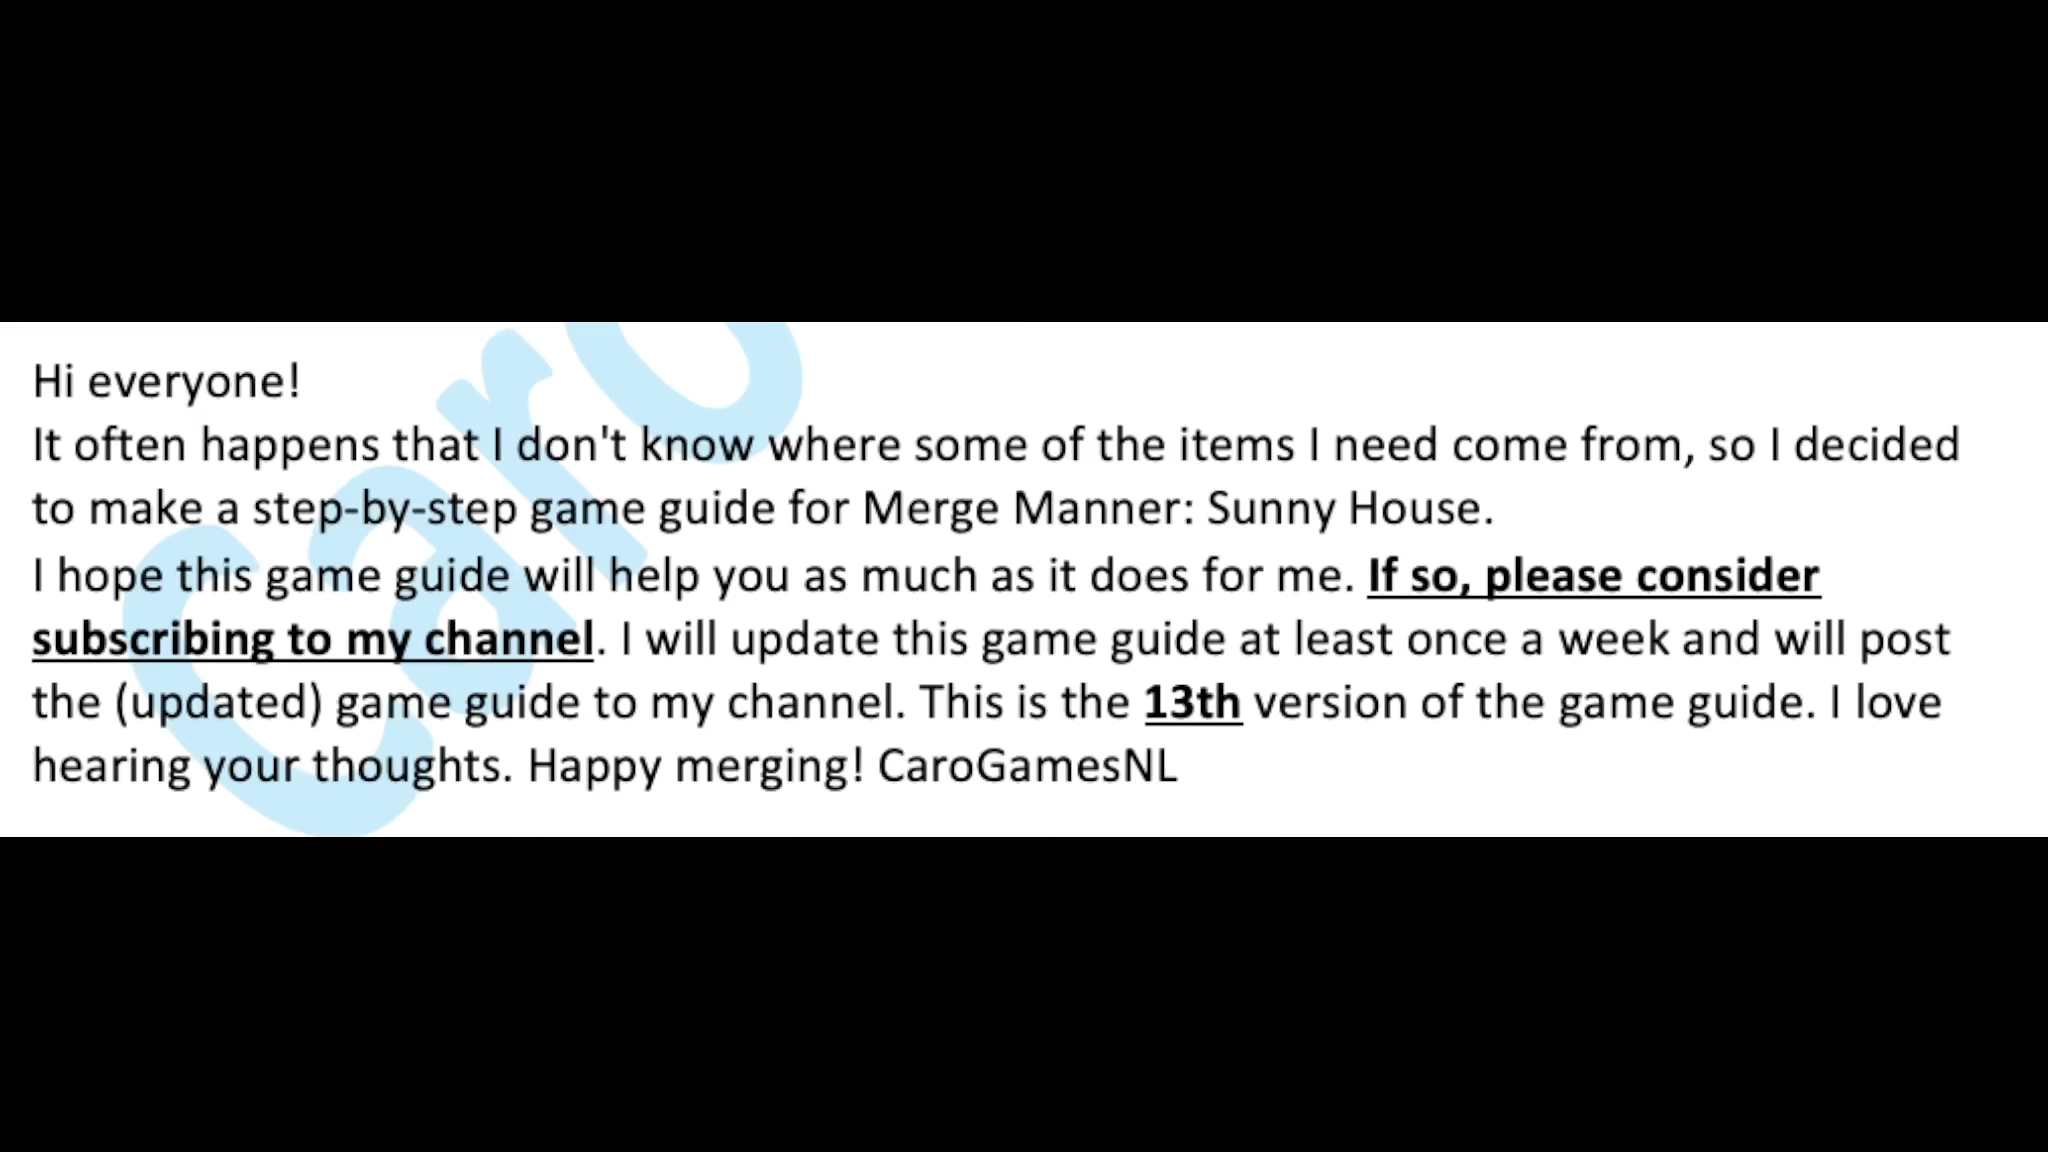 Hi everyone!
It often happens that I don't know where some of the items I need come from, so I decided
to make a step-by-step game guide for Merge Manner: Sunny House.
I hope this game guide will help you as much as it does for me. If so, please consider
subscribing to my channel. I will update this game guide at least once a week and will post
the (updated) game guide to my channel. This is the 13th version of the game guide. I love
hearing your thoughts. Happy merging! CaroGamesNL
Caro